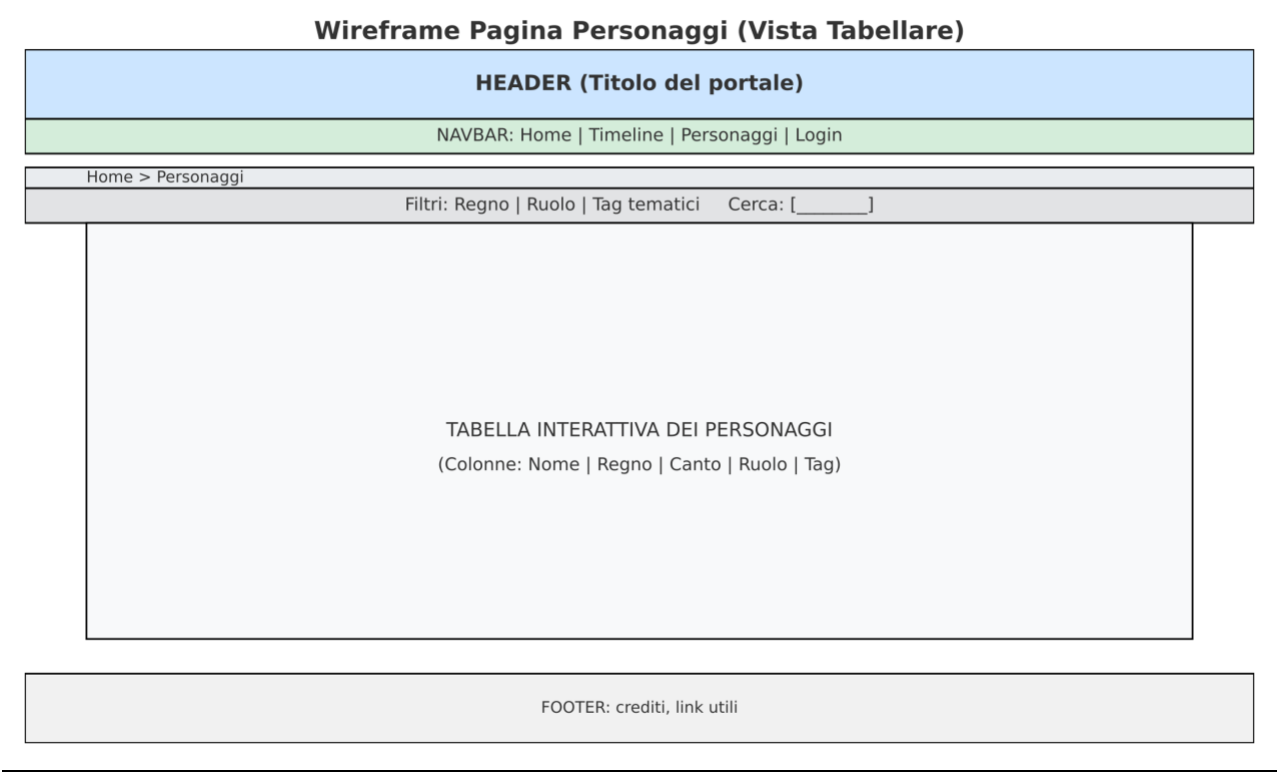 Wireframe Pagina Personaggi (Vista Tabellare)
HEADER (Titolo del portale)
NAVBAR: Home | Timeline | Personaggi | Login
Home > Personaggi
Filtri: Regno | Ruolo | Tag tematici Cerca: [________]
TABELLA INTERATTIVA DEI PERSONAGGI
(Colonne: Nome | Regno | Canto | Ruolo | Tag)
FOOTER: crediti, link utili